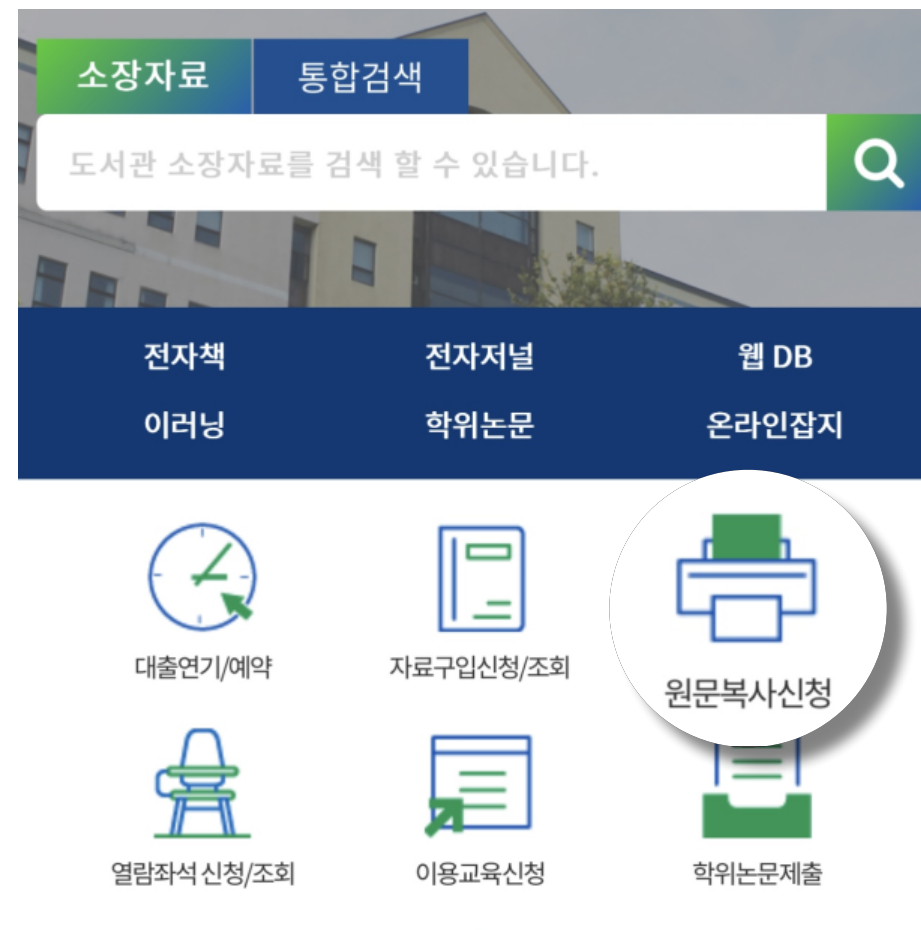 소장자료 통합검색
도서관 소장자료를 검색 할 수 있습니다.
전자책 전자저널 웹 DB
이러닝 학위논문 온라인잡지
대출연기/예약 자료구입신청/조회 원문복사신청
열람좌석 신청/조회 이용교육신청 학위논문제출